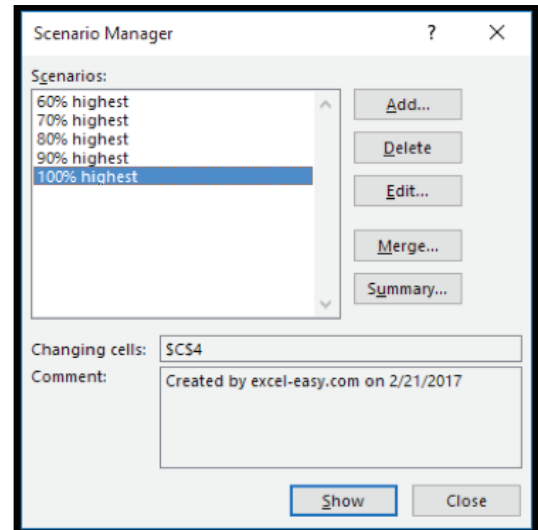 Scenario Manager ?
Scenarios:
60% highest
70% highest
80% highest
90% highest
100% highest
Add...
Delete
Edit...
Merge...
Summary...
Changing cells: $C$4
Comment: Created by excel-easy.com on 2/21/2017
Show Close